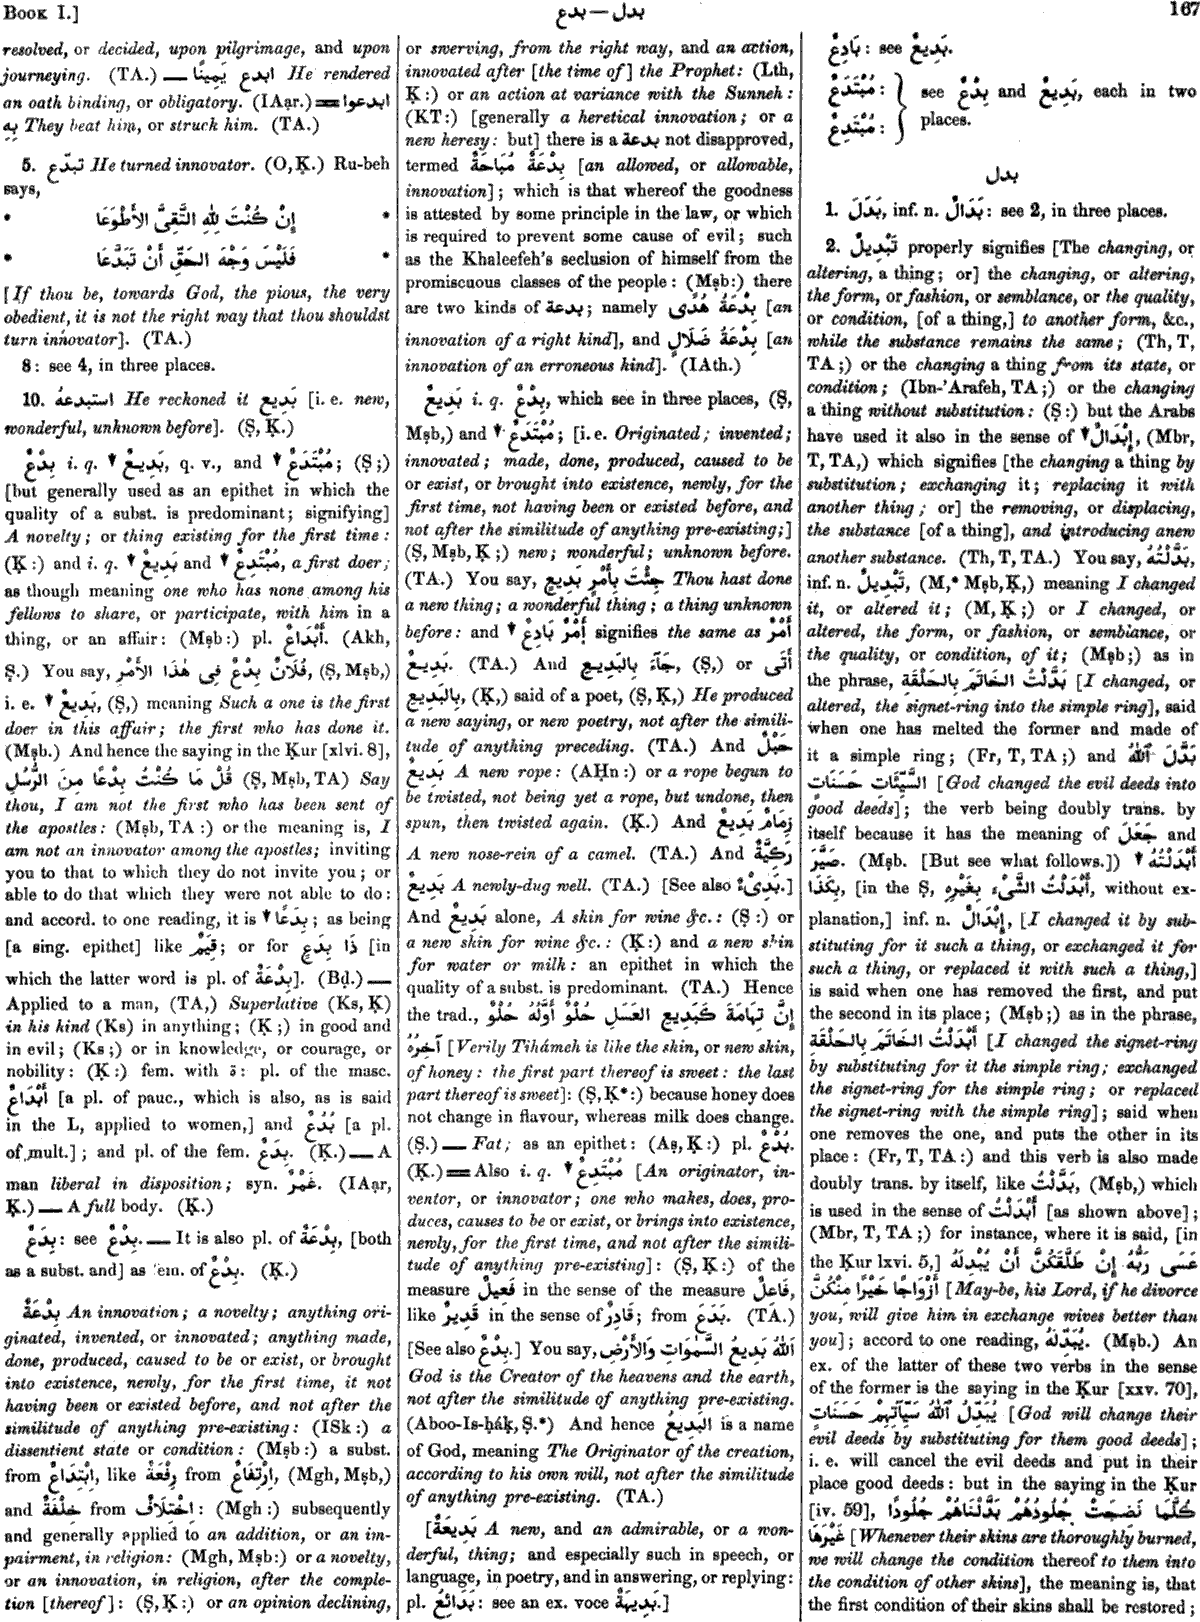 Book I.]
بدع — بدل
167
resolved, or decided, upon pilgrimage, and upon
journeying. (TA.) — ابدع يَمِينًا He rendered
an oath binding, or obligatory. (IAạr.) == ابدعوا
بِهِ They beat him, or struck him. (TA.)
5. تبدّع He turned innovator. (O, Ḳ.) Ru-beh
says,
* إِنْ كُنْتَ لِلّٰهِ التَّقِىَّ الأَطْوَعَا *
* فَلَيْسَ وَجْهَ الحَقِّ أَنْ تَبَدَّعَا *
[If thou be, towards God, the pious, the very
obedient, it is not the right way that thou shouldst
turn innovator]. (TA.)
8: see 4, in three places.
10. استبدعهُ He reckoned it بَدِيع [i. e. new,
wonderful, unknown before]. (Ṣ, Ḳ.)
بِدْعٌ i. q. ▼ بَدِيعٌ, q. v., and ▼ مُبْتَدَعٌ; (Ṣ;)
[but generally used as an epithet in which the
quality of a subst. is predominant; signifying]
A novelty; or thing existing for the first time:
(Ḳ:) and i. q. ▼ بَدِيعٌ and ▼ مُبْتَدِعٌ, a first doer;
as though meaning one who has none among his
fellows to share, or participate, with him in a
thing, or an affair: (Mṣb:) pl. أَبْدَاعٌ. (Akh,
Ṣ.) You say, فُلَانٌ بِدْعٌ فِى هٰذَا الأَمْرِ, (Ṣ, Mṣb,)
i. e. ▼ بَدِيعٌ, (Ṣ,) meaning Such a one is the first
doer in this affair; the first who has done it.
(Mṣb.) And hence the saying in the Ḳur [xlvi. 8],
قُلْ مَا كُنْتُ بِدْعًا مِنَ الرُّسُلِ (Ṣ, Mṣb, TA) Say
thou, I am not the first who has been sent of
the apostles: (Mṣb, TA:) or the meaning is, I
am not an innovator among the apostles; inviting
you to that to which they do not invite you; or
able to do that which they were not able to do:
and accord. to one reading, it is ▼ بِدَعًا; as being
[a sing. epithet] like قِيَمٌ; or for ذَا بِدَعٍ [in
which the latter word is pl. of بِدْعَةٌ]. (Bḍ.) —
Applied to a man, (TA,) Superlative (Ks, Ḳ)
in his kind (Ks) in anything; (Ḳ;) in good and
in evil; (Ks;) or in knowledge, or courage, or
nobility: (Ḳ:) fem. with ة: pl. of the masc.
أَبْدَاعٌ [a pl. of pauc., which is also, as is said
in the L, applied to women,] and بُدُعٌ [a pl.
of mult.]; and pl. of the fem. بِدَعٌ. (Ḳ.) — A
man liberal in disposition; syn. غَمْرٌ. (IAạr,
Ḳ.) — A full body. (Ḳ.)
بِدَعٌ: see بِدْعٌ. — It is also pl. of بِدْعَةٌ, [both
as a subst. and] as fem. of بِدْعٌ. (Ḳ.)
بِدْعَةٌ An innovation; a novelty; anything ori-
ginated, invented, or innovated; anything made,
done, produced, caused to be or exist, or brought
into existence, newly, for the first time, it not
having been or existed before, and not after the
similitude of anything pre-existing: (ISk:) a
dissentient state or condition: (Mṣb:) a subst.
from اِبْتِدَاعٌ, like رِفْعَةٌ from اِرْتِفَاعٌ, (Mgh, Mṣb,)
and خِلْفَةٌ from اِخْتِلَافٌ: (Mgh:) subsequently
and generally applied to an addition, or an im-
pairment, in religion: (Mgh, Mṣb:) or a novelty,
or an innovation, in religion, after the comple-
tion [thereof]: (Ṣ, Ḳ:) or an opinion declining,
or swerving, from the right way, and an action,
innovated after [the time of] the Prophet: (Lth,
Ḳ:) or an action at variance with the Sunneh:
(KT:) [generally a heretical innovation; or a
new heresy: but] there is a بدعة not disapproved,
termed بِدْعَةٌ مُبَاحَةٌ [an allowed, or allowable,
innovation]; which is that whereof the goodness
is attested by some principle in the law, or which
is required to prevent some cause of evil; such
as the Khaleefeh's seclusion of himself from the
promiscuous classes of the people: (Mṣb:) there
are two kinds of بدعة; namely بِدْعَةُ هُدًى [an
innovation of a right kind], and بِدْعَةُ ضَلَالٍ [an
innovation of an erroneous kind]. (IAth.)
بَدِيعٌ i. q. بِدْعٌ, which see in three places, (Ṣ,
Mṣb,) and ▼ مُبْتَدَعٌ; [i. e. Originated; invented;
innovated; made, done, produced, caused to be
or exist, or brought into existence, newly, for the
first time, not having been or existed before, and
not after the similitude of anything pre-existing;]
(Ṣ, Mṣb, Ḳ;) new; wonderful; unknown before.
(TA.) You say, جِئْتَ بِأَمْرٍ بَدِيعٍ Thou hast done
a new thing; a wonderful thing; a thing unknown
before: and ▼ أَمْرٌ بَادِعٌ signifies the same as أَمْرٌ
بَدِيعٌ. (TA.) And جَآءَ بِالبَدِيعِ, (Ṣ,) or أَتَى
بِالبَدِيعِ, (Ḳ,) said of a poet, (Ṣ, Ḳ,) He produced
a new saying, or new poetry, not after the simili-
tude of anything preceding. (TA.) And حَبْلٌ
بَدِيعٌ A new rope: (AḤn:) or a rope begun to
be twisted, not being yet a rope, but undone, then
spun, then twisted again. (Ḳ.) And زِمَامٌ بَدِيعٌ
A new nose-rein of a camel. (TA.) And رَكِيَّةٌ
بَدِيعٌ A newly-dug well. (TA.) [See also بَدِىْءٌ.]
And بَدِيعٌ alone, A skin for wine &c.: (Ṣ:) or
a new skin for wine &c.: (Ḳ:) and a new skin
for water or milk: an epithet in which the
quality of a subst. is predominant. (TA.) Hence
the trad., إِنَّ تِهَامَةَ كَبَدِيعِ العَسَلِ حُلْوٌ أَوَّلُهُ حُلْوٌ
آخِرُهُ [Verily Tihámeh is like the skin, or new skin,
of honey: the first part thereof is sweet: the last
part thereof is sweet]: (Ṣ, Ḳ*:) because honey does
not change in flavour, whereas milk does change.
(Ṣ.) — Fat; as an epithet: (Aṣ, Ḳ:) pl. بُدُعٌ.
(Ḳ.) == Also i. q. ▼ مُبْتَدِعٌ [An originator, in-
ventor, or innovator; one who makes, does, pro-
duces, causes to be or exist, or brings into existence,
newly, for the first time, and not after the simili-
tude of anything pre-existing]: (Ṣ, Ḳ:) of the
measure فَعِيلٌ in the sense of the measure فَاعِلٌ,
like قَدِيرٌ in the sense of قَادِرٌ; from بَدَعَ. (TA.)
[See also بِدْعٌ.] You say, اَللّٰهُ بَدِيعُ السَّمٰوَاتِ وَالأَرْضِ
God is the Creator of the heavens and the earth,
not after the similitude of anything pre-existing.
(Aboo-Is-ḥáḳ, Ṣ.*) And hence البَدِيعُ is a name
of God, meaning The Originator of the creation,
according to his own will, not after the similitude
of anything pre-existing. (TA.)
[بَدِيعَةٌ A new, and an admirable, or a won-
derful, thing; and especially such in speech, or
language, in poetry, and in answering, or replying:
pl. بَدَائِعُ: see an ex. voce بَدِيهَةٌ.]
بَادِعٌ: see بَدِيعٌ.
مُبْتَدَعٌ: } see بِدْعٌ and بَدِيعٌ, each in two
مُبْتَدِعٌ: } places.
بدل
1. بَدَلَ, inf. n. بَدَالٌ: see 2, in three places.
2. تَبْدِيلٌ properly signifies [The changing, or
altering, a thing; or] the changing, or altering,
the form, or fashion, or semblance, or the quality,
or condition, [of a thing,] to another form, &c.,
while the substance remains the same; (Th, T,
TA;) or the changing a thing from its state, or
condition; (Ibn-'Arafeh, TA;) or the changing
a thing without substitution: (Ṣ:) but the Arabs
have used it also in the sense of ▼ إِبْدَالٌ, (Mbr,
T, TA,) which signifies [the changing a thing by
substitution; exchanging it; replacing it with
another thing; or] the removing, or displacing,
the substance [of a thing], and introducing anew
another substance. (Th, T, TA.) You say, بَدَّلْتُهُ,
inf. n. تَبْدِيلٌ, (M,* Mṣb, Ḳ,) meaning I changed
it, or altered it; (M, Ḳ;) or I changed, or
altered, the form, or fashion, or semblance, or
the quality, or condition, of it; (Mṣb;) as in
the phrase, بَدَّلْتُ الخَاتَمَ بِالحَلْقَةِ [I changed, or
altered, the signet-ring into the simple ring], said
when one has melted the former and made of
it a simple ring; (Fr, T, TA;) and بَدَّلَ ٱللّٰهُ
السَّيِّئَاتِ حَسَنَاتٍ [God changed the evil deeds into
good deeds]; the verb being doubly trans. by
itself because it has the meaning of جَعَلَ and
صَيَّرَ. (Mṣb. [But see what follows.]) ▼ أَبْدَلْتُهُ
بِكَذَا, [in the Ṣ, أَبْدَلْتُ الشَّىْءَ بِغَيْرِهِ, without ex-
planation,] inf. n. إِبْدَالٌ, [I changed it by sub-
stituting for it such a thing, or exchanged it for
such a thing, or replaced it with such a thing,]
is said when one has removed the first, and put
the second in its place; (Mṣb;) as in the phrase,
أَبْدَلْتُ الخَاتَمَ بِالحَلْقَةِ [I changed the signet-ring
by substituting for it the simple ring; exchanged
the signet-ring for the simple ring; or replaced
the signet-ring with the simple ring]; said when
one removes the one, and puts the other in its
place: (Fr, T, TA:) and this verb is also made
doubly trans. by itself, like بَدَّلْتُ, (Mṣb,) which
is used in the sense of أَبْدَلْتُ [as shown above];
(Mbr, T, TA;) for instance, where it is said, [in
the Ḳur lxvi. 5,] عَسَى رَبُّهُ إِنْ طَلَّقَكُنَّ أَنْ يُبْدِلَهُ
أَزْوَاجًا خَيْرًا مِنْكُنَّ [May-be, his Lord, if he divorce
you, will give him in exchange wives better than
you]; accord to one reading, يُبَدِّلَهُ. (Mṣb.) An
ex. of the latter of these two verbs in the sense
of the former is the saying in the Ḳur [xxv. 70],
يُبَدِّلُ ٱللّٰهُ سَيِّآتِهِمْ حَسَنَاتٍ [God will change their
evil deeds by substituting for them good deeds];
i. e. will cancel the evil deeds and put in their
place good deeds: but in the saying in the Ḳur
[iv. 59], كُلَّمَا نَضِجَتْ جُلُودُهُمْ بَدَّلْنَاهُمْ جُلُودًا
غَيْرَهَا [Whenever their skins are thoroughly burned,
we will change the condition thereof to them into
the condition of other skins], the meaning is, that
the first condition of their skins shall be restored;